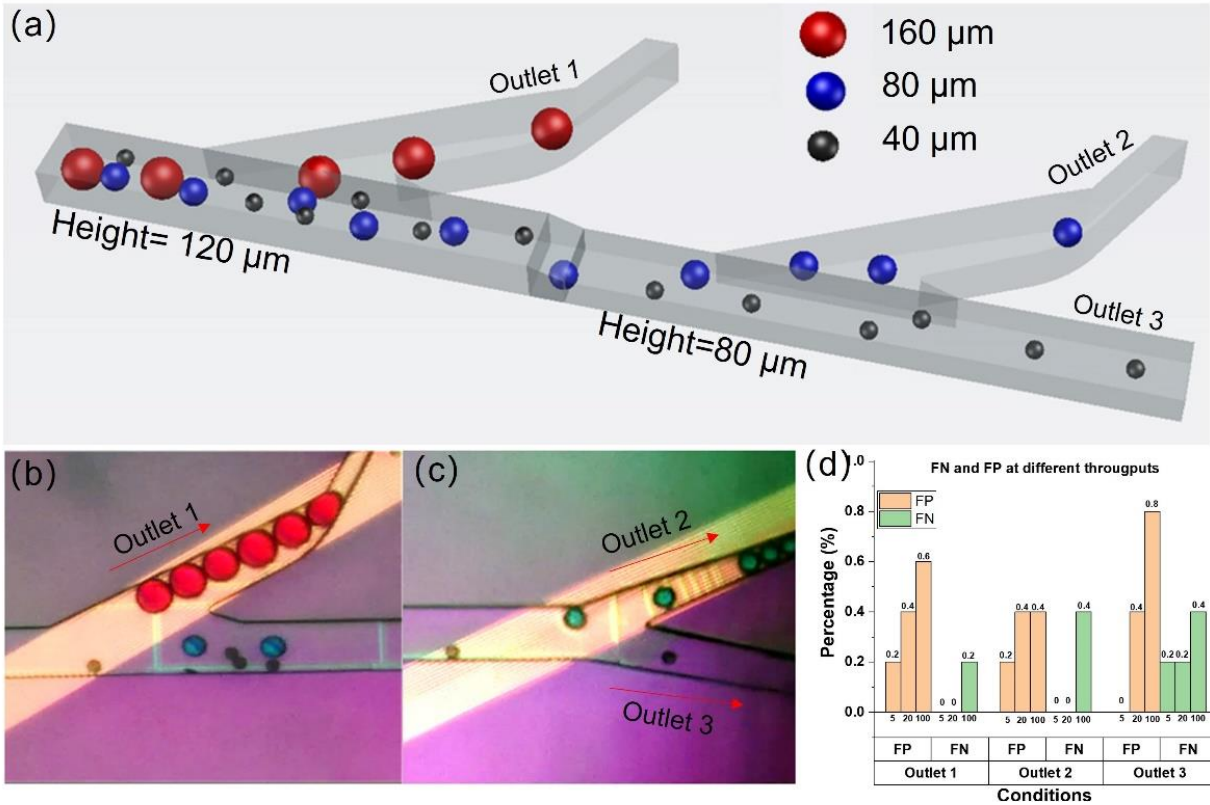 (a)
Outlet 1
160 µm
80 µm
40 µm
Outlet 2
Height= 120 µm
Outlet 3
Height=80 µm
(b)
Outlet 1
(c)
Outlet 2
Outlet 3
(d)
FN and FP at different througputs
FP
FN
Percentage (%)
1.0
0.8
0.6
0.4
0.2
0.0
0.2 0.4 0.6 0 0 0.2 0.2 0.4 0.4 0 0 0.4 0 0.4 0.8 0.2 0.2 0.4
5 20 100 5 20 100 5 20 100 5 20 100 5 20 100 5 20 100
FP FN FP FN FP FN
Outlet 1 Outlet 2 Outlet 3
Conditions